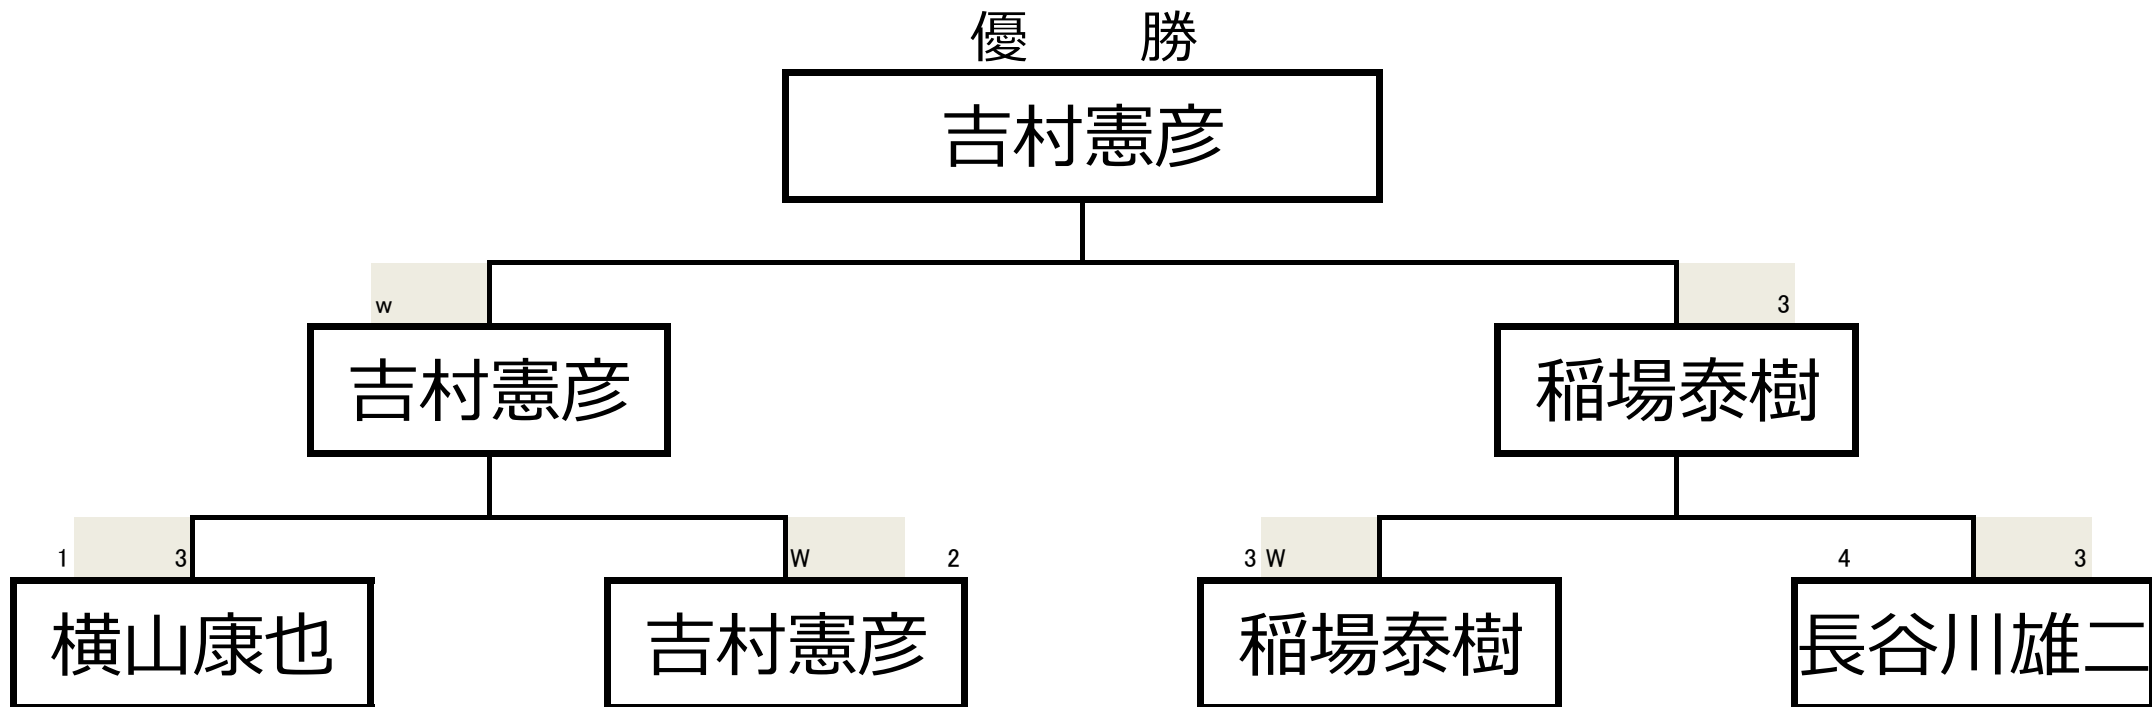 優 勝
吉村憲彦
w 3
吉村憲彦 稲場泰樹
1 3 W 2 3 W 4 3
横山康也 吉村憲彦 稲場泰樹 長谷川雄二